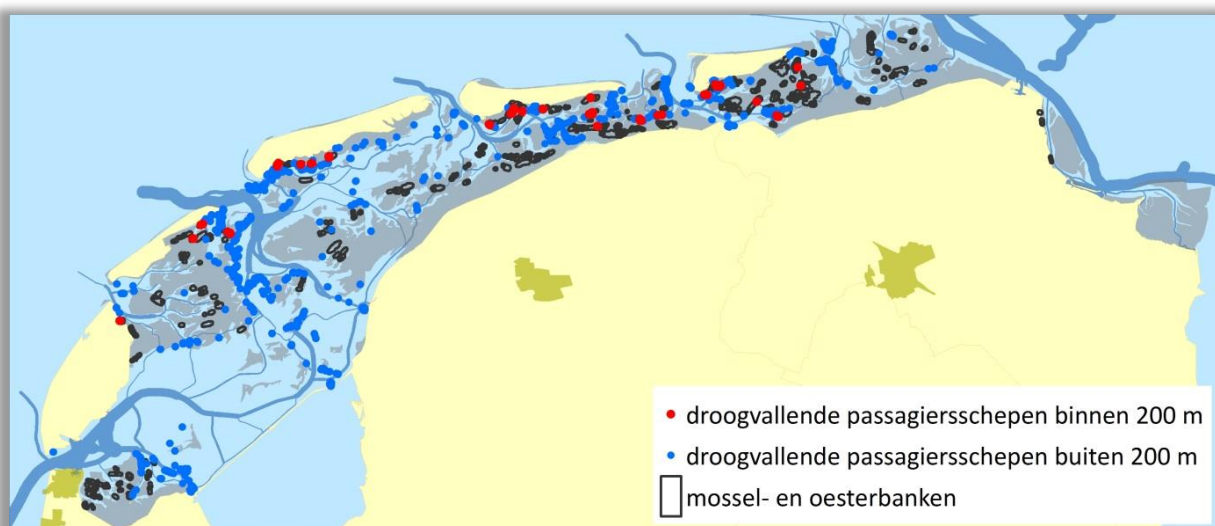 droogvallende passagiersschepen binnen 200 m
droogvallende passagiersschepen buiten 200 m
mossel- en oesterbanken